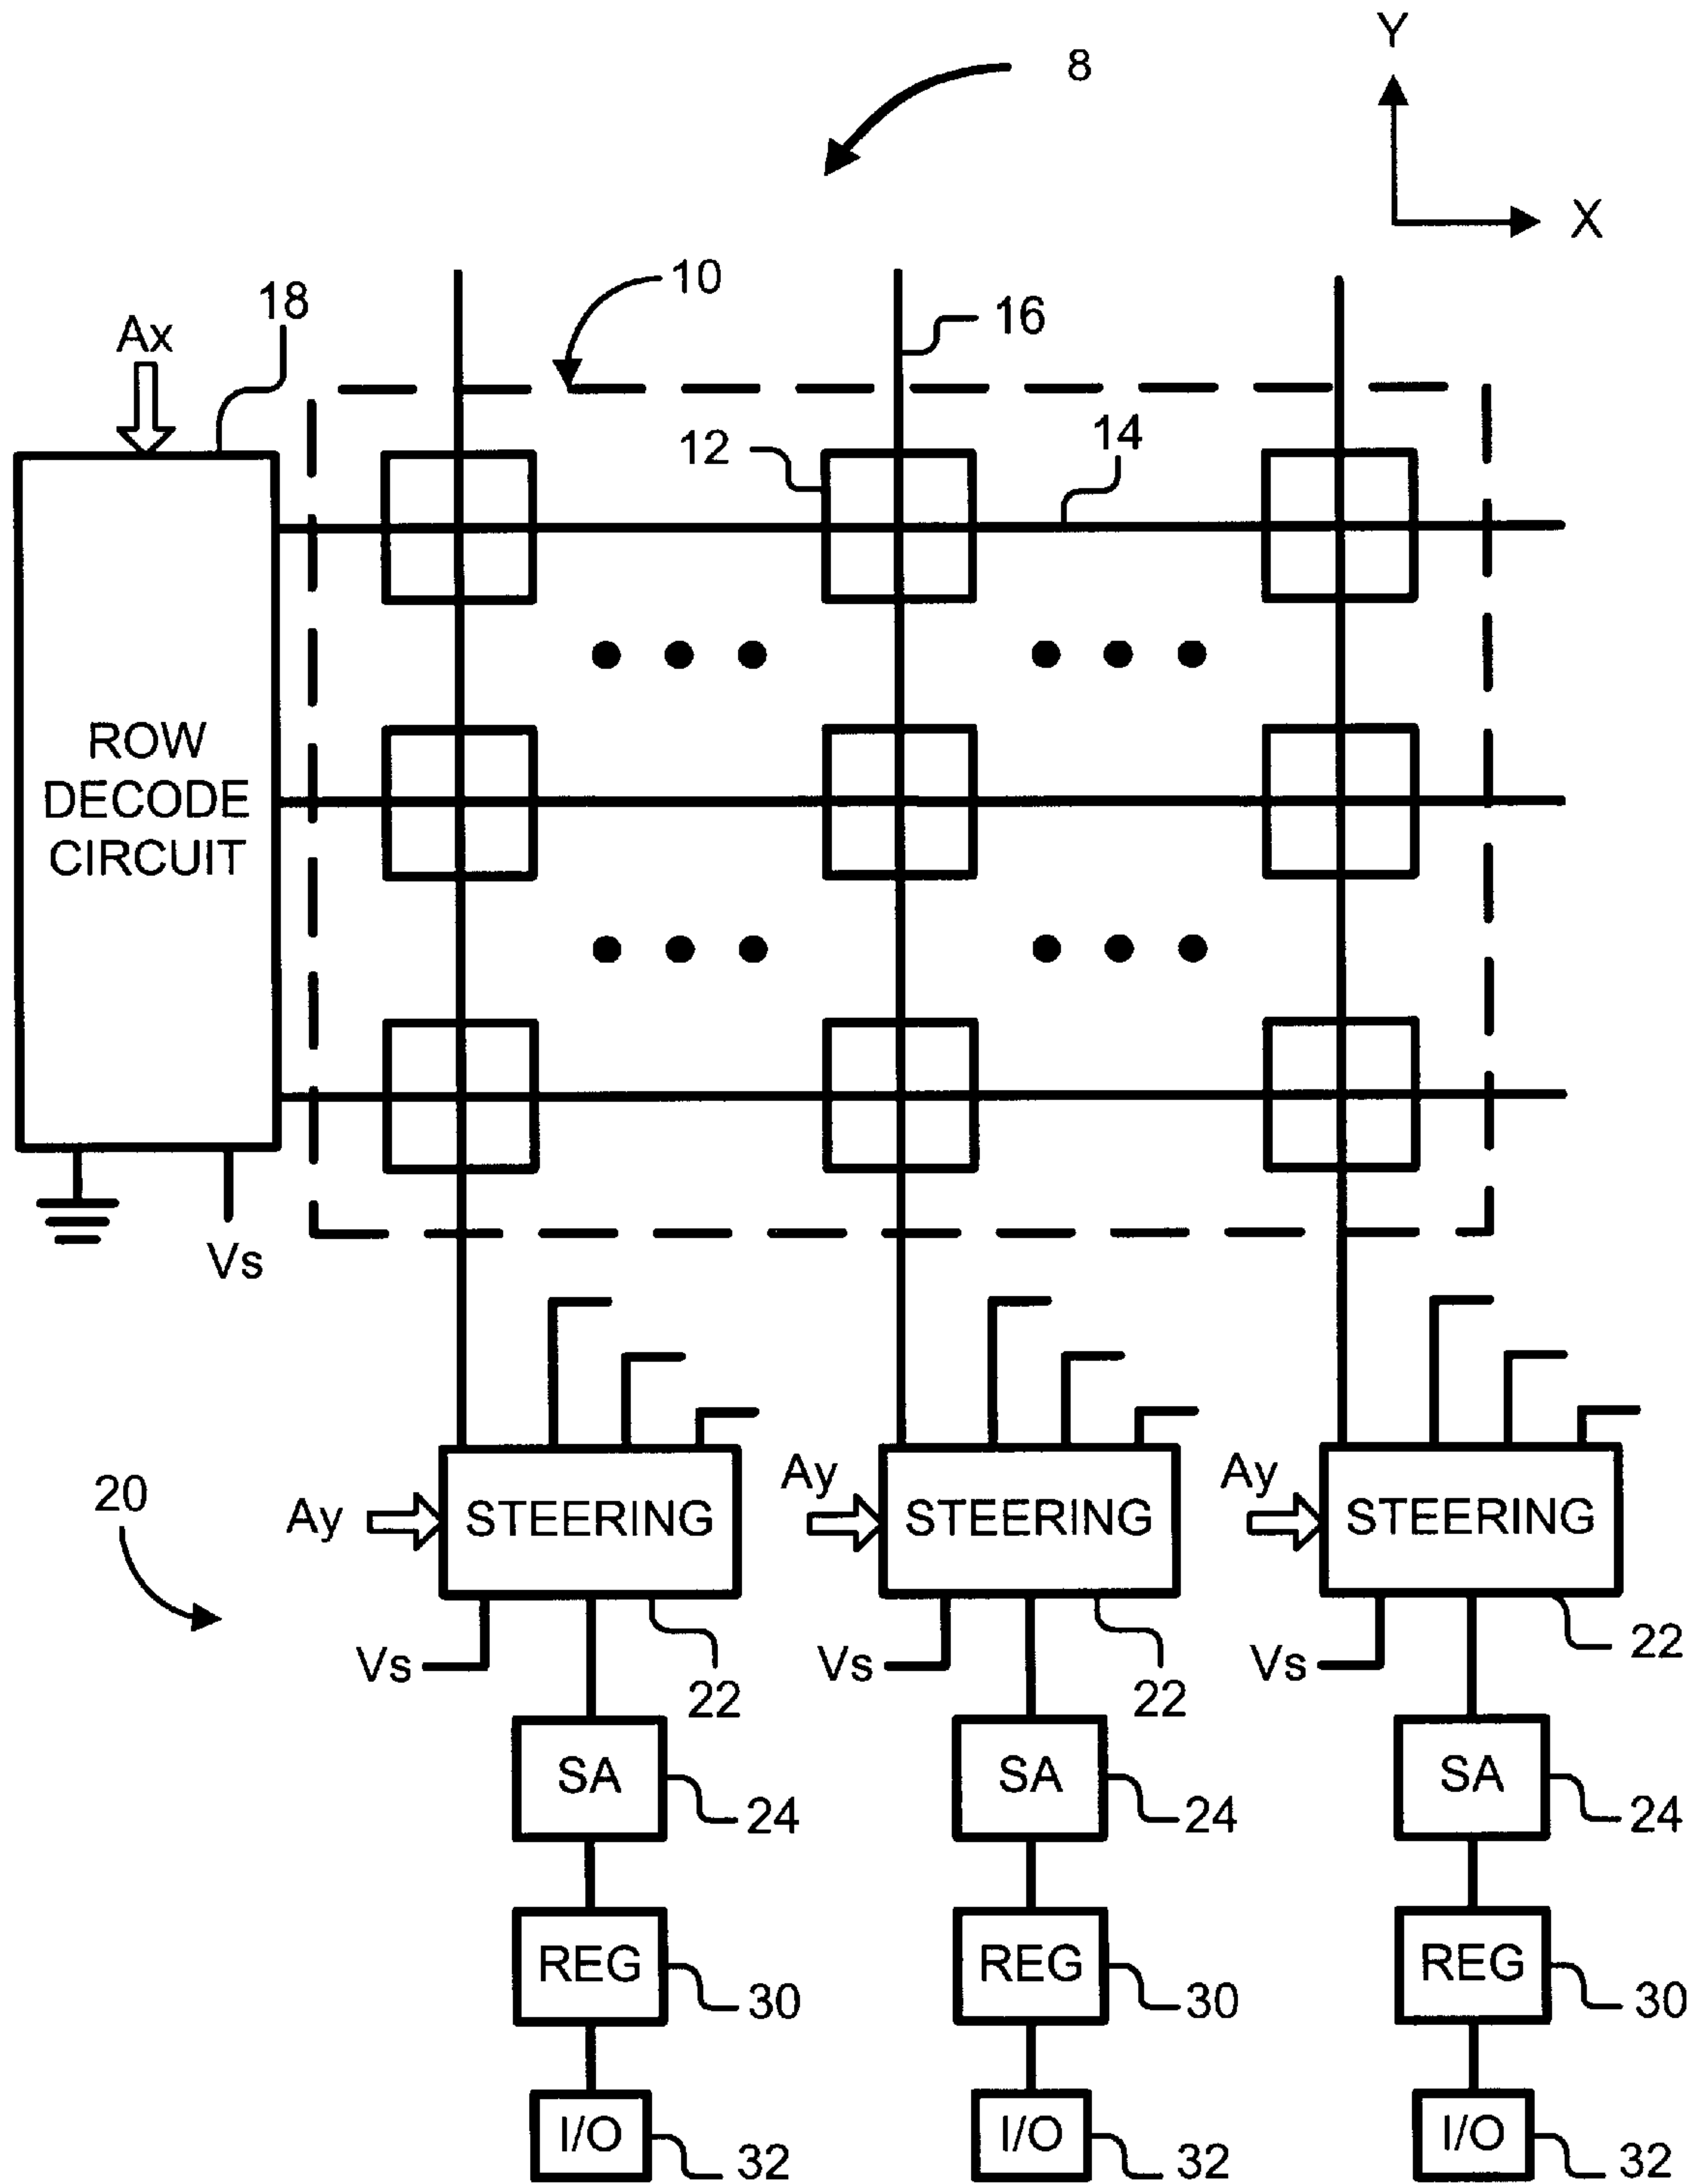 Y
8
X
10
18
16
Ax
12
14
ROW
DECODE
CIRCUIT
Vs
Ay
STEERING
Ay
STEERING
Ay
STEERING
20
Vs
22
Vs
22
Vs
22
SA
24
SA
24
SA
24
REG
30
REG
30
REG
30
I/O
32
I/O
32
I/O
32